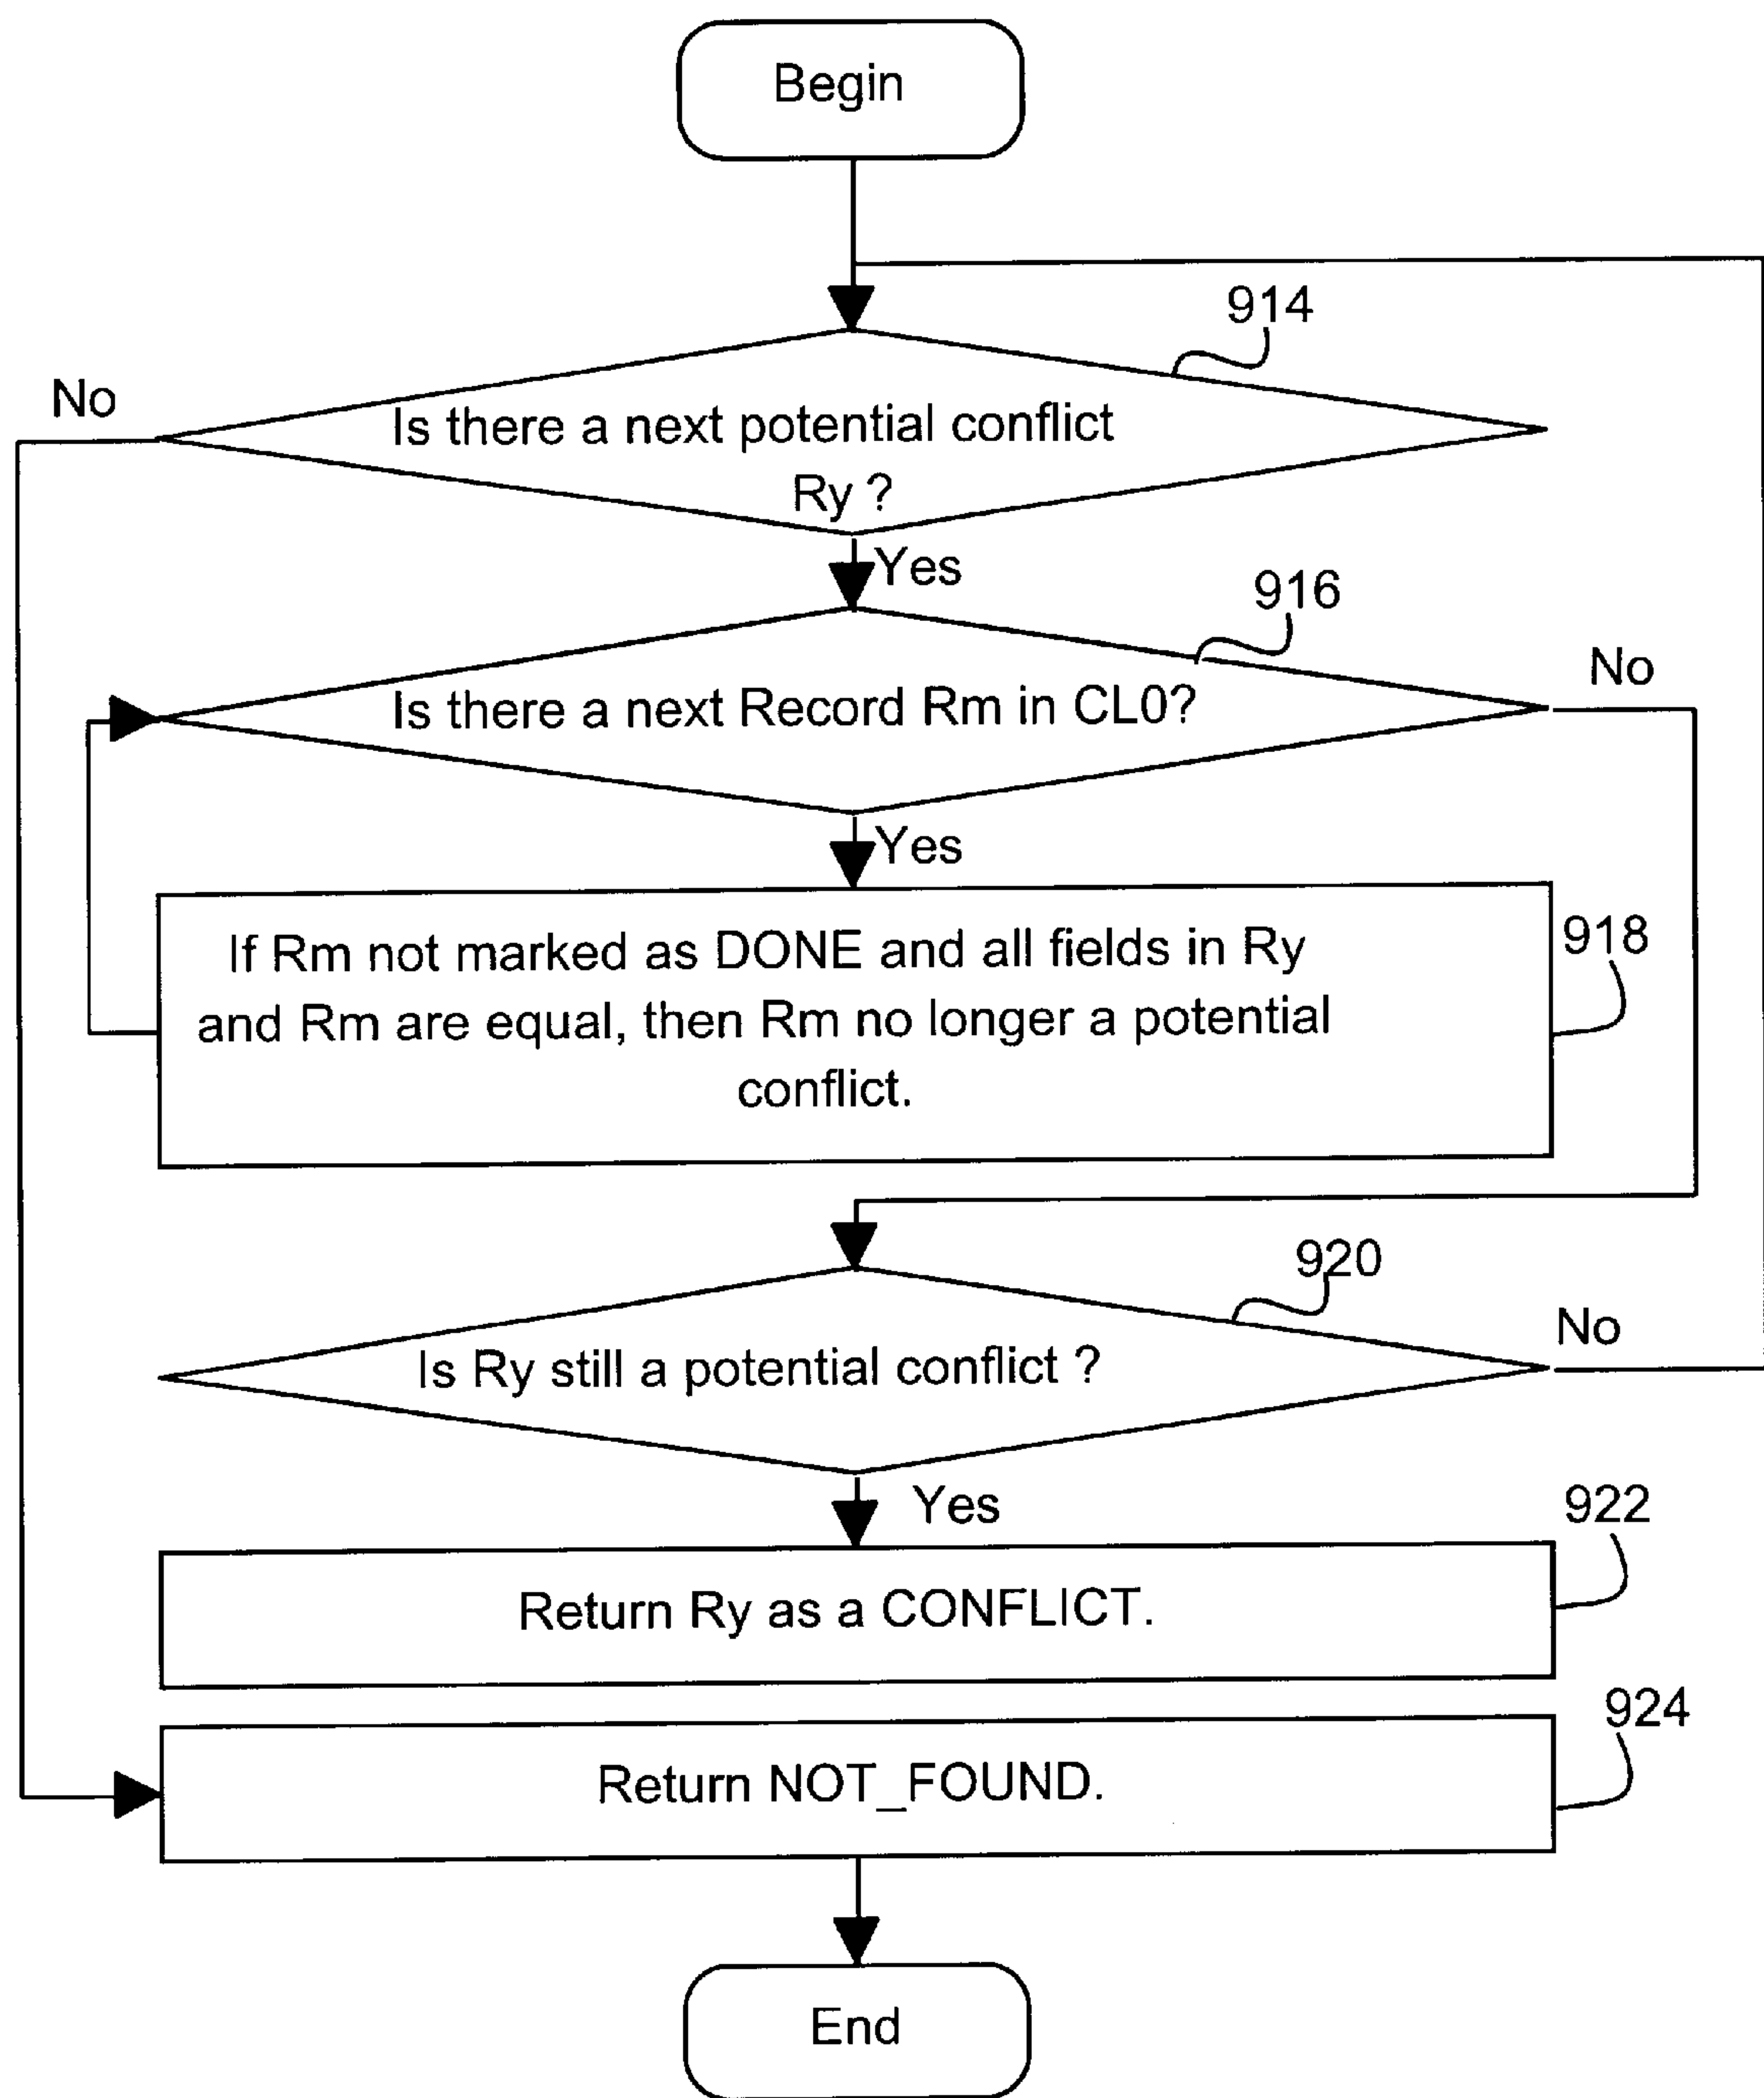 Begin
914
No
Is there a next potential conflict
Ry ?
Yes
916
No
Is there a next Record Rm in CL0?
Yes
918
If Rm not marked as DONE and all fields in Ry
and Rm are equal, then Rm no longer a potential
conflict.
920
No
Is Ry still a potential conflict ?
Yes
922
Return Ry as a CONFLICT.
924
Return NOT_FOUND.
End